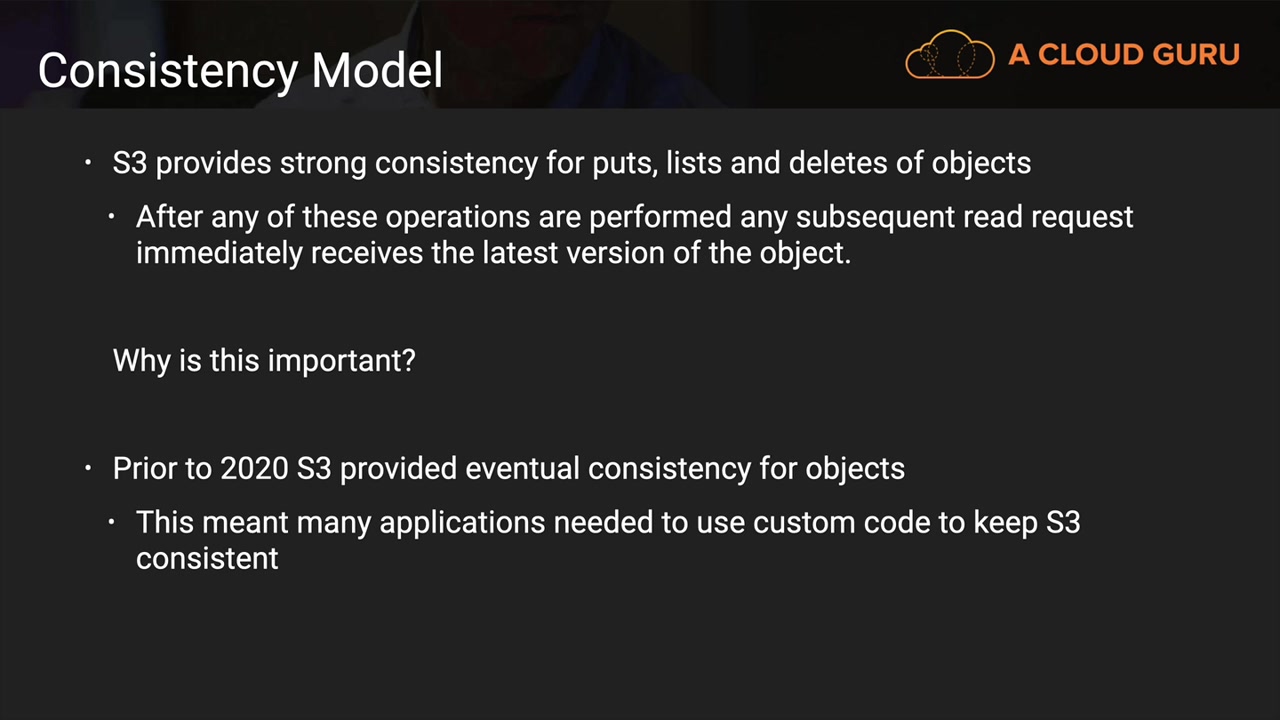 Consistency Model
A CLOUD GURU
• S3 provides strong consistency for puts, lists and deletes of objects
• After any of these operations are performed any subsequent read request
immediately receives the latest version of the object.
Why is this important?
• Prior to 2020 S3 provided eventual consistency for objects
• This meant many applications needed to use custom code to keep S3
consistent